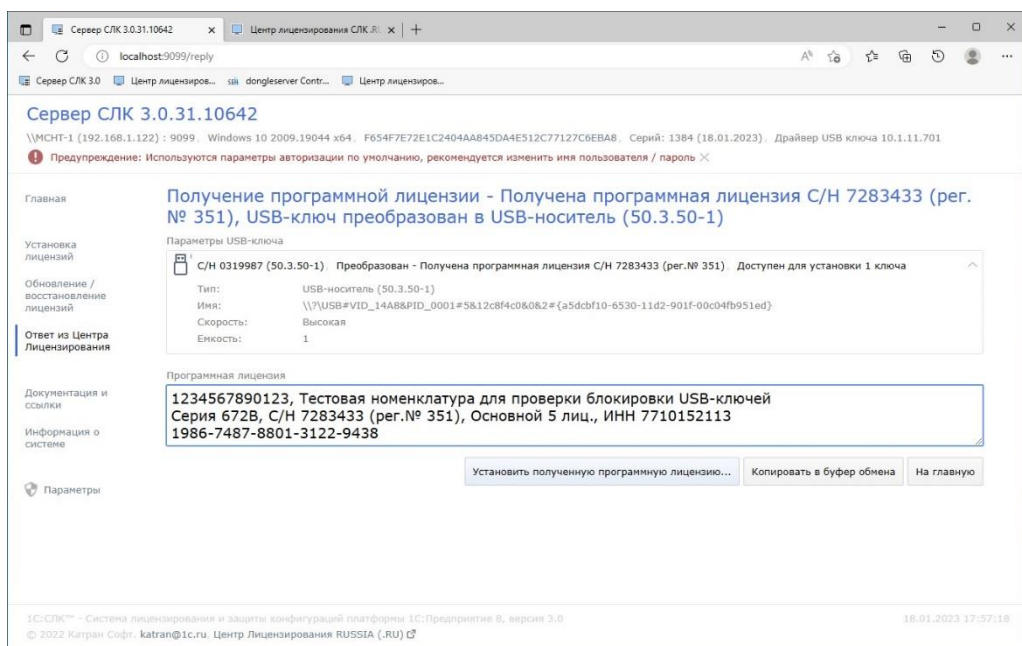 Сервер СЛК 3.0.31.10642
Центр лицензирования СЛК .RU
localhost:9099/reply
Сервер СЛК 3.0 Центр лицензиров... dongleserver Contr... Центр лицензиров...
Сервер СЛК 3.0.31.10642
\\MCHT-1 (192.168.1.122) : 9099, Windows 10 2009.19044 x64, F654F7E72E1C2404AA845DA4E512C77127C6EBA8, Серий: 1384 (18.01.2023), Драйвер USB ключа 10.1.11.701
Предупреждение: Используются параметры авторизации по умолчанию, рекомендуется изменить имя пользователя / пароль
Главная
Установка
лицензий
Обновление /
восстановление
лицензий
Ответ из Центра
Лицензирования
Документация и
ссылки
Информация о
системе
Параметры
Получение программной лицензии - Получена программная лицензия С/Н 7283433 (рег.
№ 351), USB-ключ преобразован в USB-носитель (50.3.50-1)
Параметры USB-ключа
С/Н 0319987 (50.3.50-1), Преобразован - Получена программная лицензия С/Н 7283433 (рег.№ 351), Доступен для установки 1 ключа
Тип: USB-носитель (50.3.50-1)
Имя: \\?\USB#VID_14A8&PID_0001#5&12c8f4c0&0&2#{a5dcbf10-6530-11d2-901f-00c04fb951ed}
Скорость: Высокая
Емкость: 1
Программная лицензия
1234567890123, Тестовая номенклатура для проверки блокировки USB-ключей
Серия 672B, С/Н 7283433 (рег.№ 351), Основной 5 лиц., ИНН 7710152113
1986-7487-8801-3122-9438
Установить полученную программную лицензию... Копировать в буфер обмена На главную
1С:СЛК™ - Система лицензирования и защиты конфигураций платформы 1С:Предприятие 8, версия 3.0 18.01.2023 17:57:18
© 2022 Катран Софт. katran@1c.ru. Центр Лицензирования RUSSIA (.RU)